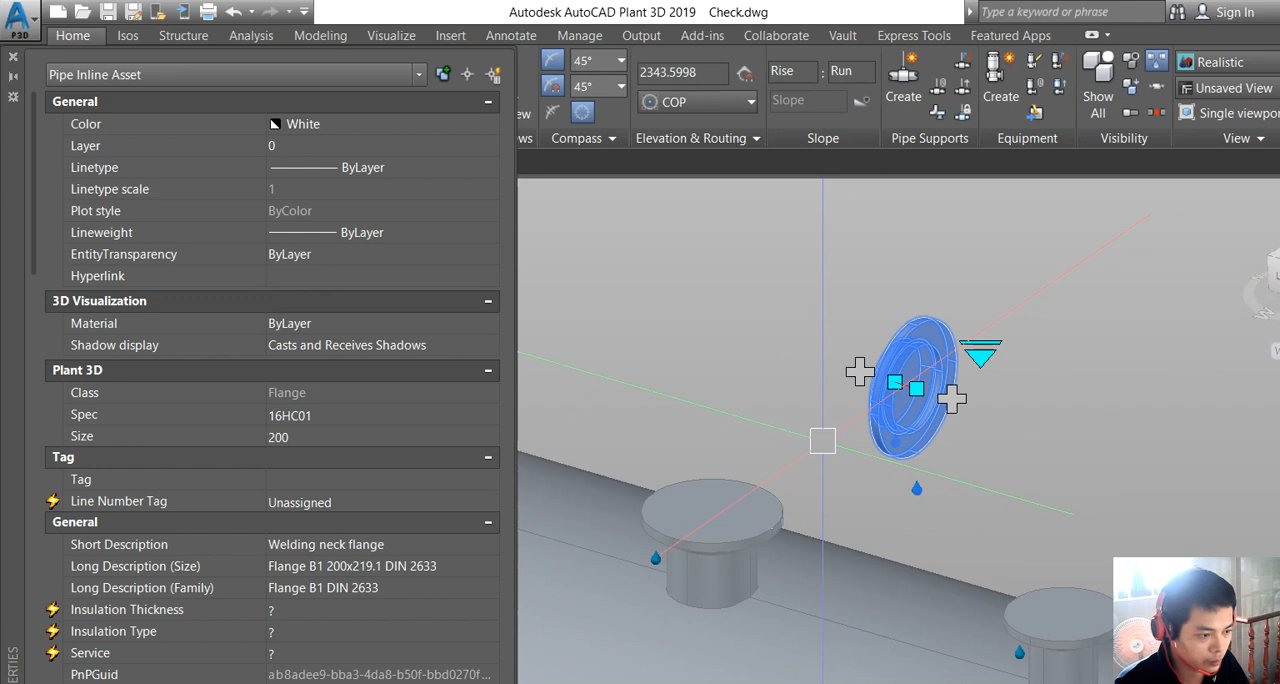 Autodesk AutoCAD Plant 3D 2019 Check.dwg
Type a keyword or phrase
Sign In
P3D
Home Isos Structure Analysis Modeling Visualize Insert Annotate Manage Output Add-ins Collaborate Vault Express Tools Featured Apps
Pipe Inline Asset
General
Color White
Layer 0
Linetype ByLayer
Linetype scale 1
Plot style ByColor
Lineweight ByLayer
EntityTransparency ByLayer
Hyperlink
3D Visualization
Material ByLayer
Shadow display Casts and Receives Shadows
Plant 3D
Class Flange
Spec 16HC01
Size 200
Tag
Tag
Line Number Tag Unassigned
General
Short Description Welding neck flange
Long Description (Size) Flange B1 200x219.1 DIN 2633
Long Description (Family) Flange B1 DIN 2633
Insulation Thickness ?
Insulation Type ?
Service ?
PnPGuid ab8adee9-bba3-4da8-b50f-bbd0270f...
ERTIES
45°
45°
ew
ws Compass
2343.5998
COP
Elevation & Routing
Rise : Run
Slope
Slope
Create
Pipe Supports
Create
Equipment
Show
All
Visibility
Realistic
Unsaved View
Single viewpor
View